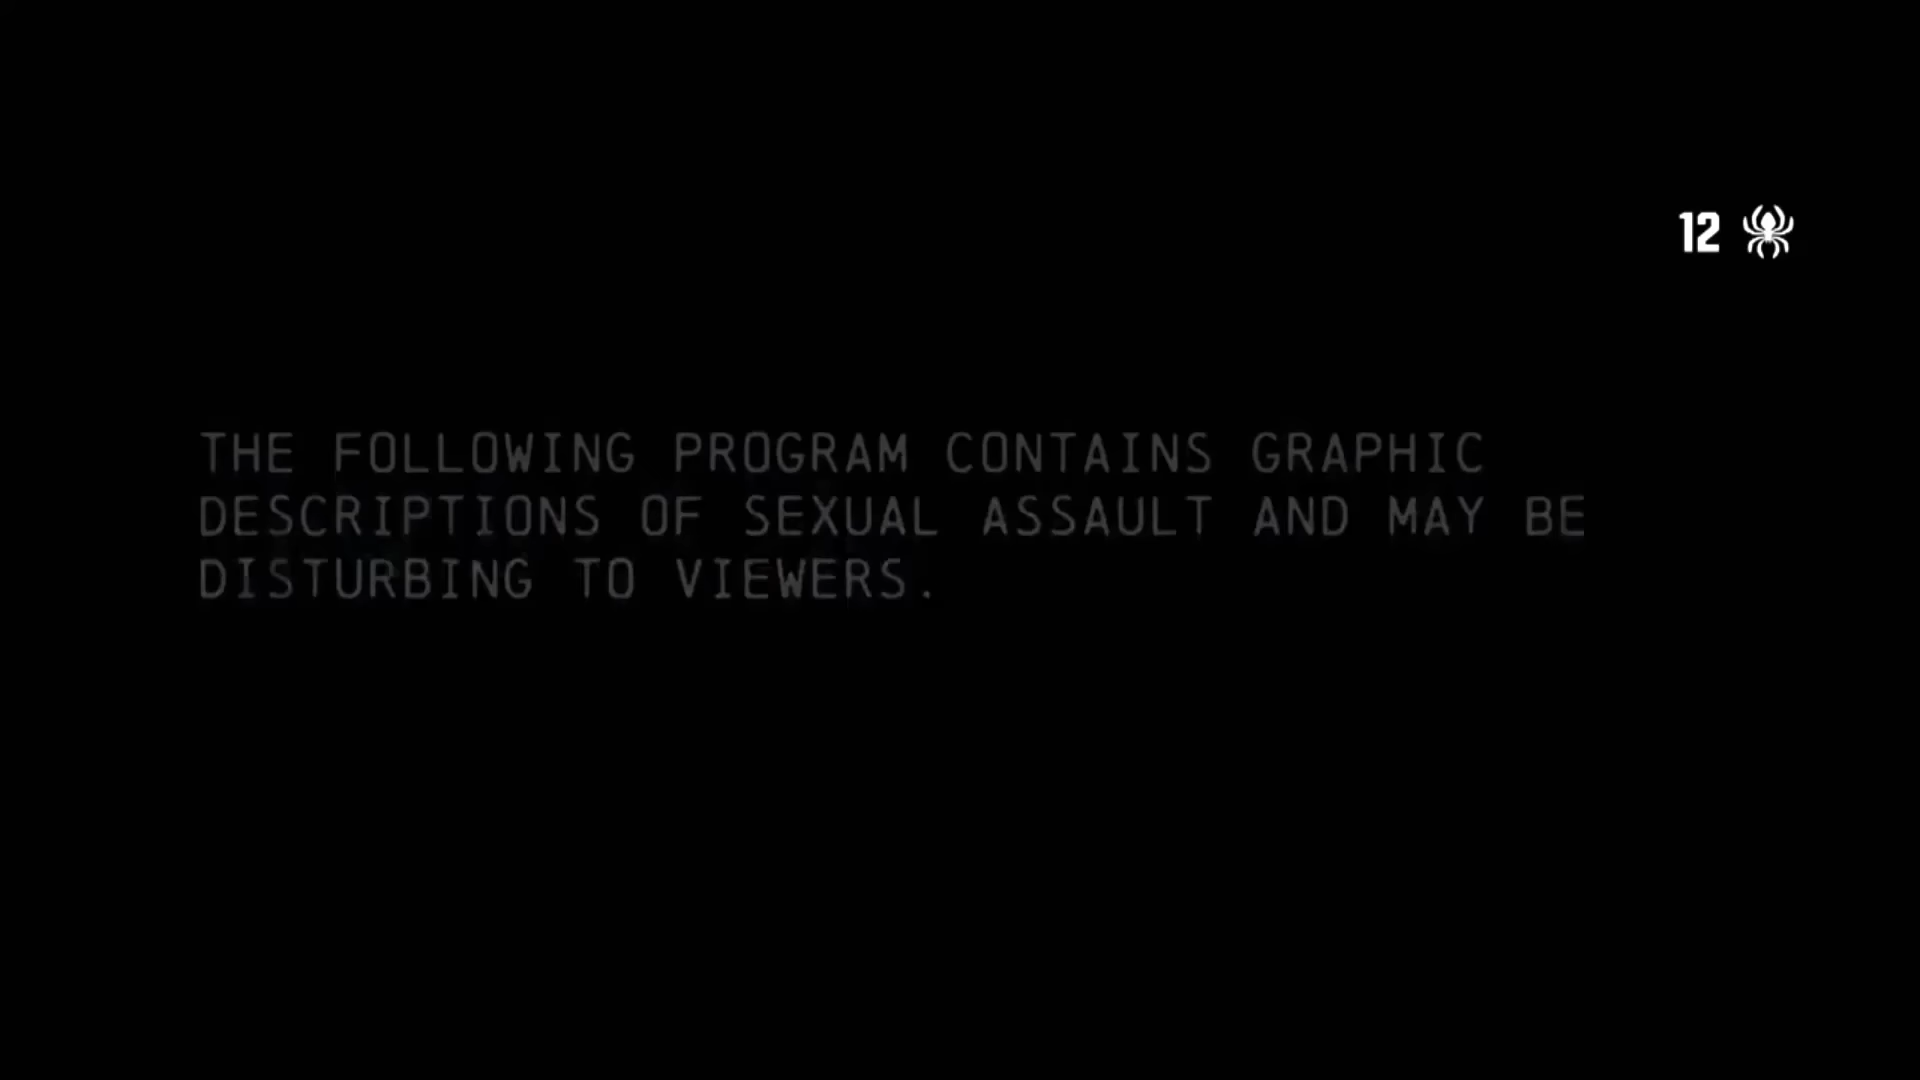 12
THE FOLLOWING PROGRAM CONTAINS GRAPHIC
DESCRIPTIONS OF SEXUAL ASSAULT AND MAY BE
DISTURBING TO VIEWERS.